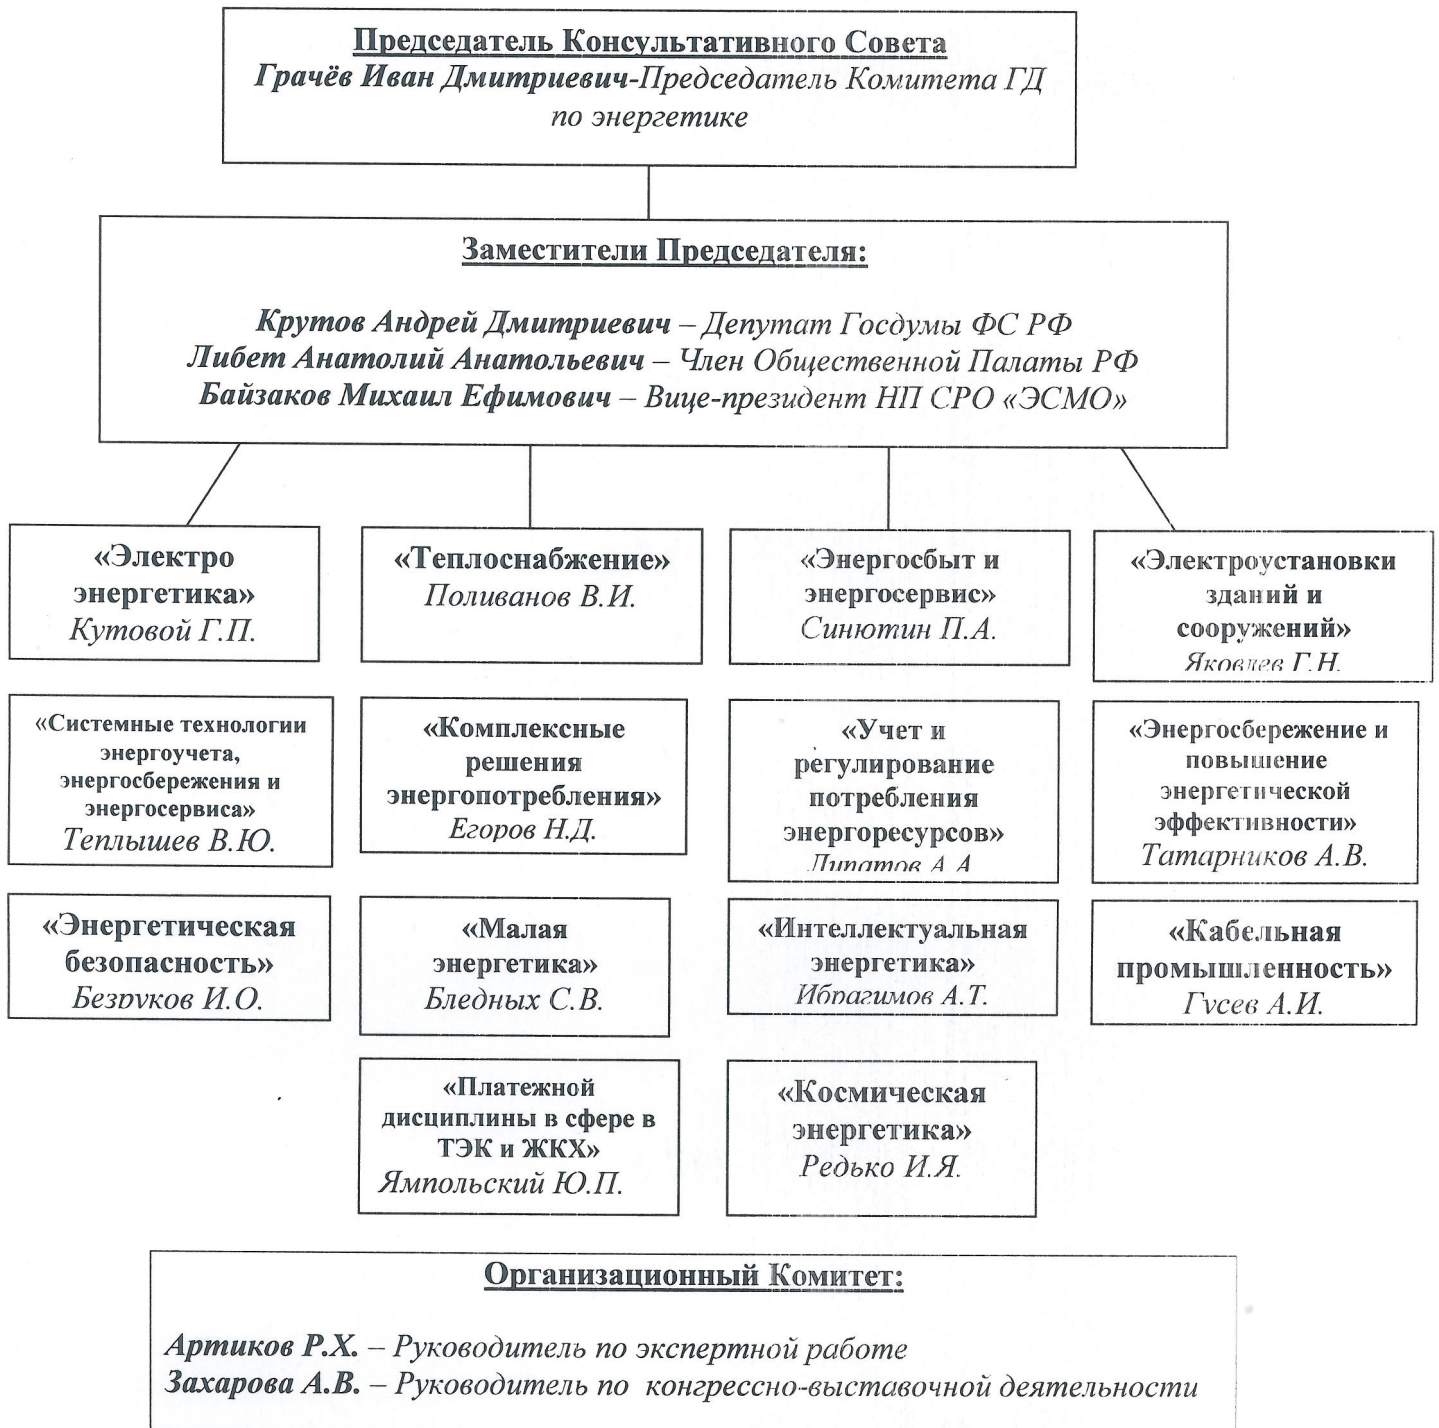 Председатель Консультативного Совета
Грачёв Иван Дмитриевич-Председатель Комитета ГД
по энергетике
Заместители Председателя:
Крутов Андрей Дмитриевич – Депутат Госдумы ФС РФ
Либет Анатолий Анатольевич – Член Общественной Палаты РФ
Байзаков Михаил Ефимович – Вице-президент НП СРО «ЭСМО»
«Электро
энергетика»
Кутовой Г.П.
«Теплоснабжение»
Поливанов В.И.
«Энергосбыт и
энергосервис»
Синютин П.А.
«Электроустановки
зданий и
сооружений»
Яковлев Г.Н.
«Системные технологии
энергоучета,
энергосбережения и
энергосервиса»
Теплышев В.Ю.
«Комплексные
решения
энергопотребления»
Егоров Н.Д.
«Учет и
регулирование
потребления
энергоресурсов»
Липатов А.А
«Энергосбережение и
повышение
энергетической
эффективности»
Татарников А.В.
«Энергетическая
безопасность»
Безруков И.О.
«Малая
энергетика»
Бледных С.В.
«Интеллектуальная
энергетика»
Ибрагимов А.Т.
«Кабельная
промышленность»
Гусев А.И.
«Платежной
дисциплины в сфере в
ТЭК и ЖКХ»
Ямпольский Ю.П.
«Космическая
энергетика»
Редько И.Я.
Организационный Комитет:
Артиков Р.Х. – Руководитель по экспертной работе
Захарова А.В. – Руководитель по конгрессно-выставочной деятельности